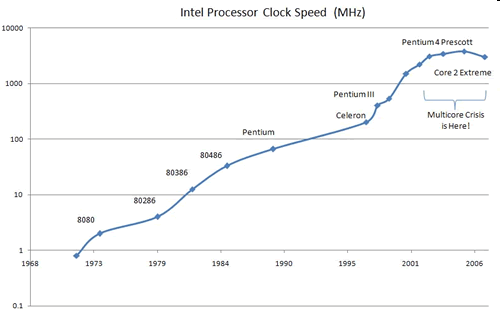 Intel Processor Clock Speed (MHz)
10000
1000
100
10
1
0.1
1968
1973
1979
1984
1990
1995
2001
2006
8080
80286
80386
80486
Pentium
Celeron
Pentium III
Pentium 4 Prescott
Core 2 Extreme
Multicore Crisis
is Here!